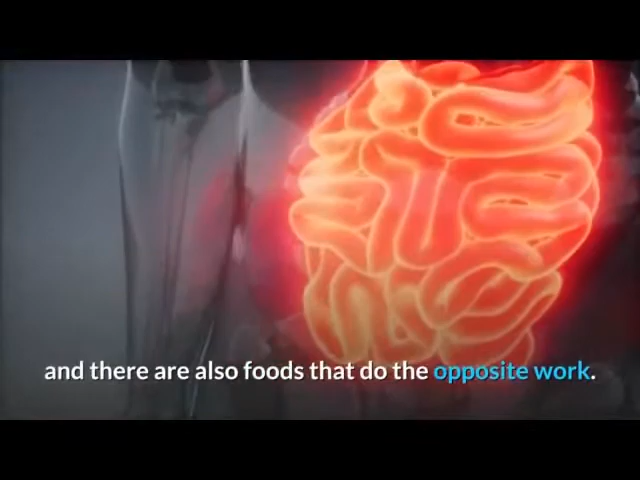 and there are also foods that do the opposite work.